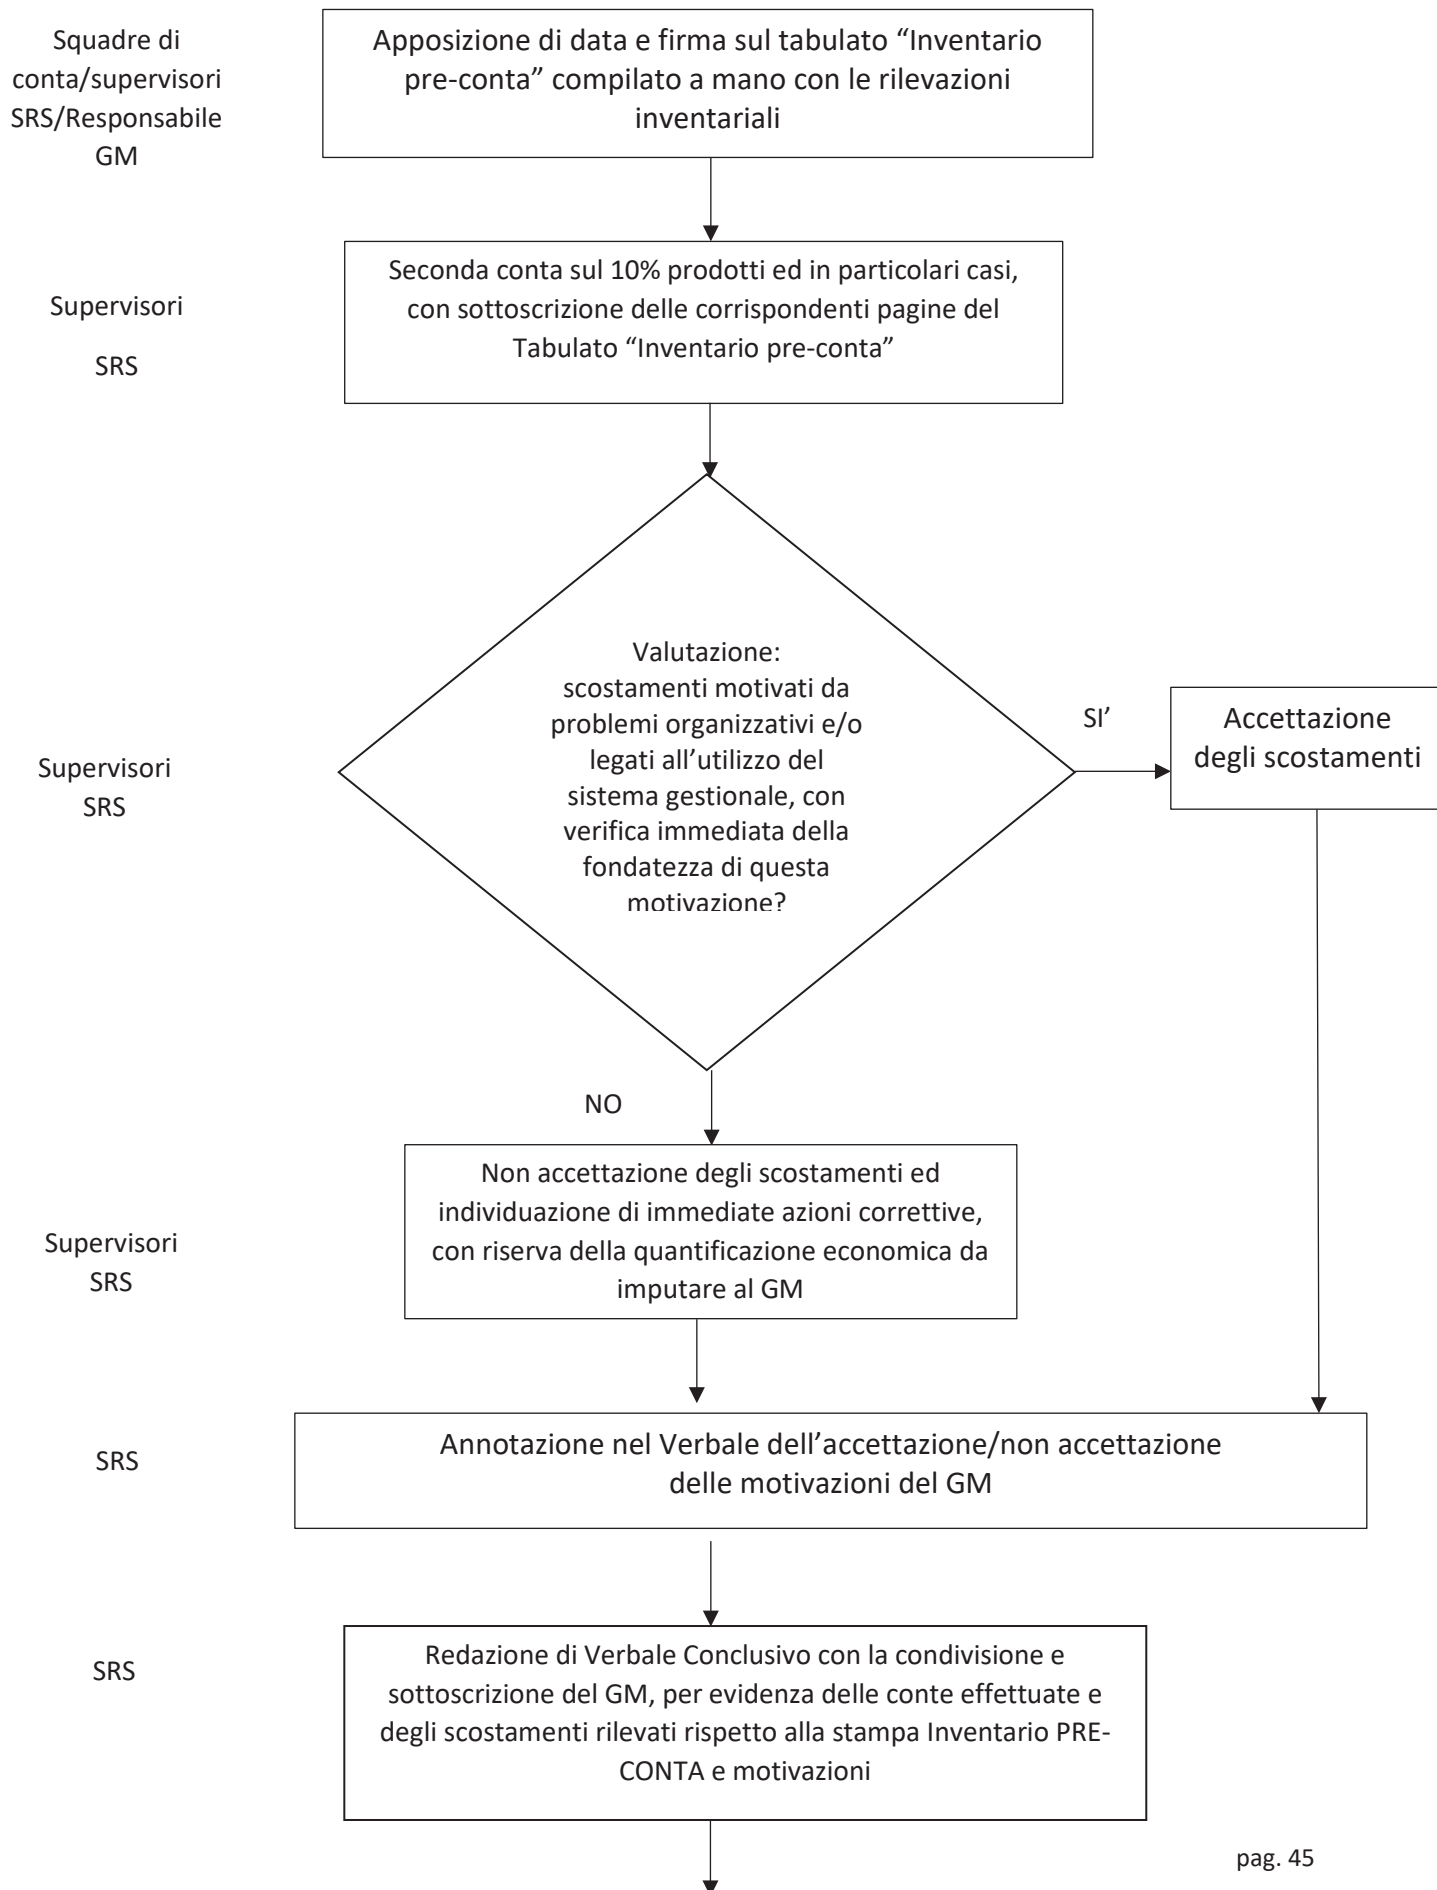 Squadre di
conta/supervisori
SRS/Responsabile
GM
Apposizione di data e firma sul tabulato “Inventario
pre-conta” compilato a mano con le rilevazioni
inventariali
Supervisori
SRS
Seconda conta sul 10% prodotti ed in particolari casi,
con sottoscrizione delle corrispondenti pagine del
Tabulato “Inventario pre-conta”
Supervisori
SRS
Valutazione:
scostamenti motivati da
problemi organizzativi e/o
legati all’utilizzo del
sistema gestionale, con
verifica immediata della
fondatezza di questa
motivazione?
SI’
Accettazione
degli scostamenti
NO
Supervisori
SRS
Non accettazione degli scostamenti ed
individuazione di immediate azioni correttive,
con riserva della quantificazione economica da
imputare al GM
SRS
Annotazione nel Verbale dell’accettazione/non accettazione
delle motivazioni del GM
SRS
Redazione di Verbale Conclusivo con la condivisione e
sottoscrizione del GM, per evidenza delle conte effettuate e
degli scostamenti rilevati rispetto alla stampa Inventario PRE-
CONTA e motivazioni
pag. 45